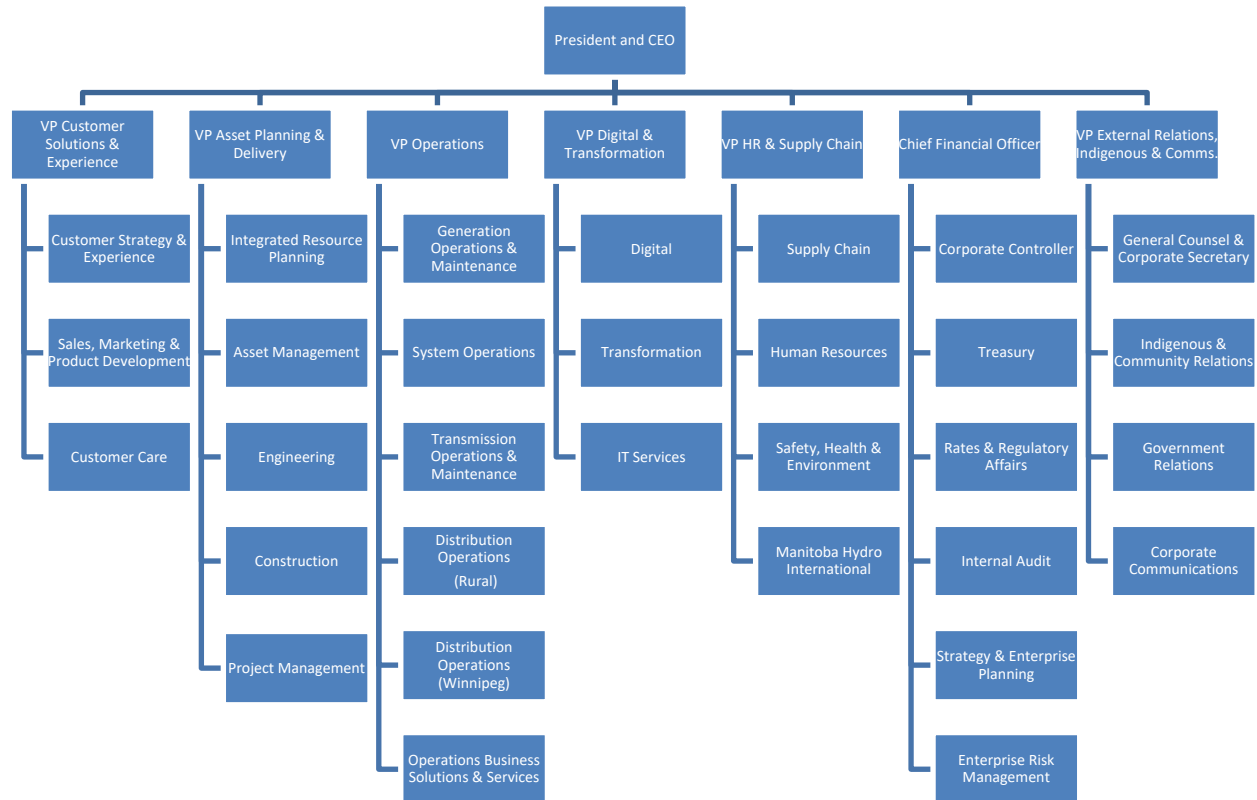 President and CEO
VP Customer
Solutions &
Experience
VP Asset Planning &
Delivery
VP Operations
VP Digital &
Transformation
VP HR & Supply Chain
Chief Financial Officer
VP External Relations,
Indigenous & Comms.
Customer Strategy &
Experience
Integrated Resource
Planning
Generation
Operations &
Maintenance
Digital
Supply Chain
Corporate Controller
General Counsel &
Corporate Secretary
Sales, Marketing &
Product Development
Asset Management
System Operations
Transformation
Human Resources
Treasury
Indigenous &
Community Relations
Customer Care
Engineering
Transmission
Operations &
Maintenance
IT Services
Safety, Health &
Environment
Rates & Regulatory
Affairs
Government
Relations
Construction
Distribution
Operations
(Rural)
Manitoba Hydro
International
Internal Audit
Corporate
Communications
Project Management
Distribution
Operations
(Winnipeg)
Strategy & Enterprise
Planning
Operations Business
Solutions & Services
Enterprise Risk
Management